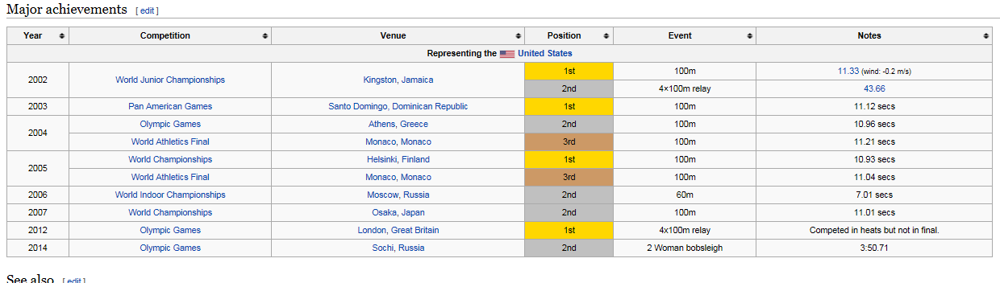 Major achievements [ edit ]
Year Competition Venue Position Event Notes
Representing the United States
2002 World Junior Championships Kingston, Jamaica 1st 100m 11.33 (wind: -0.2 m/s)
2nd 4×100m relay 43.66
2003 Pan American Games Santo Domingo, Dominican Republic 1st 100m 11.12 secs
2004 Olympic Games Athens, Greece 2nd 100m 10.96 secs
World Athletics Final Monaco, Monaco 3rd 100m 11.21 secs
2005 World Championships Helsinki, Finland 1st 100m 10.93 secs
World Athletics Final Monaco, Monaco 3rd 100m 11.04 secs
2006 World Indoor Championships Moscow, Russia 2nd 60m 7.01 secs
2007 World Championships Osaka, Japan 2nd 100m 11.01 secs
2012 Olympic Games London, Great Britain 1st 4x100m relay Competed in heats but not in final.
2014 Olympic Games Sochi, Russia 2nd 2 Woman bobsleigh 3:50.71
See also [ edit ]